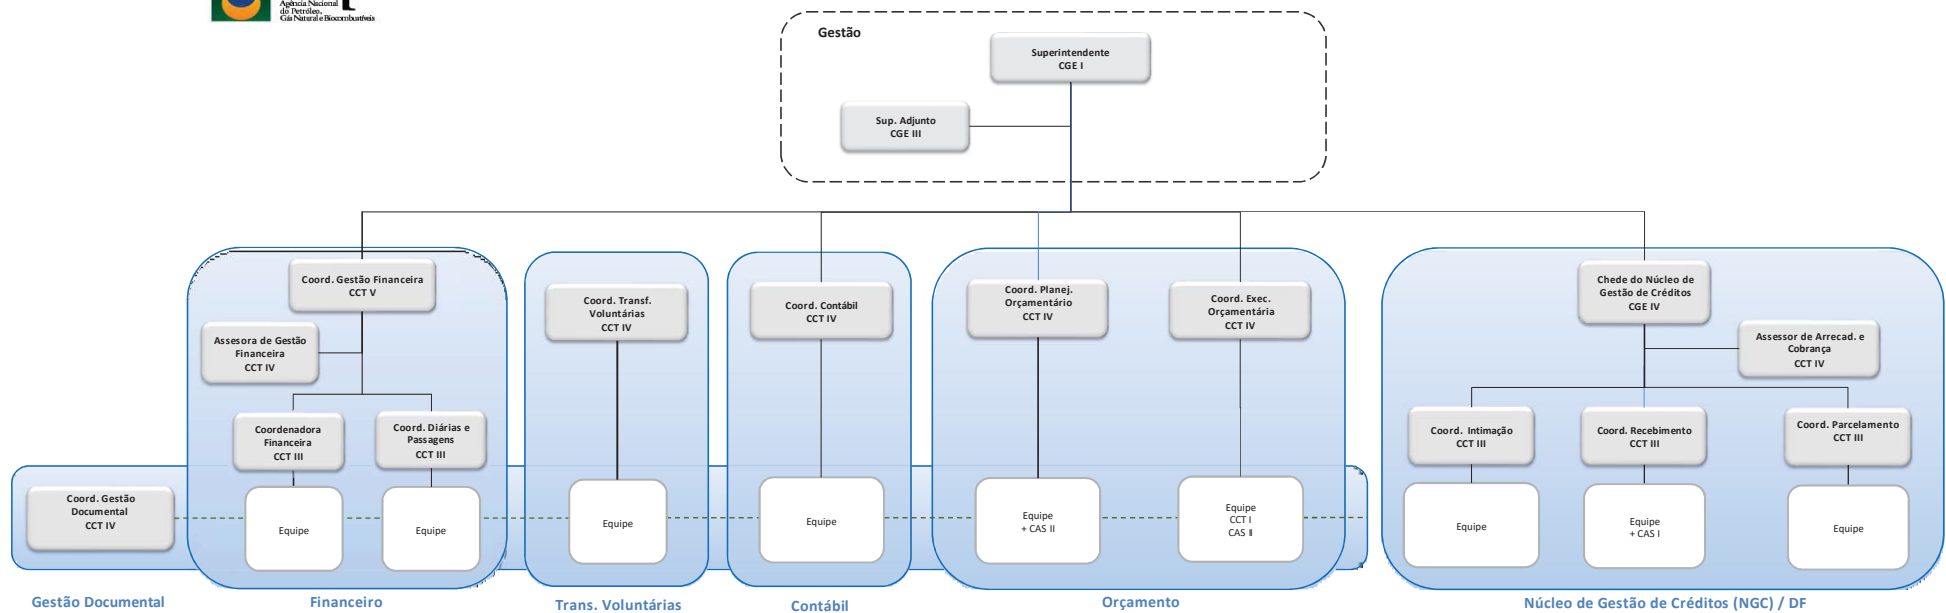 Agência Nacional
do Petróleo,
Gás Natural e Biocombustíveis
Gestão
Superintendente
CGE I
Sup. Adjunto
CGE III
Coord. Gestão Financeira
CCT V
Assesora de Gestão
Financeira
CCT IV
Coordenadora
Financeira
CCT III
Coord. Diárias e
Passagens
CCT III
Equipe
Equipe
Coord. Transf.
Voluntárias
CCT IV
Equipe
Coord. Contábil
CCT IV
Equipe
Coord. Planej.
Orçamentário
CCT IV
Equipe
+ CAS II
Coord. Exec.
Orçamentária
CCT IV
Equipe
CCT I
CAS II
Chede do Núcleo de
Gestão de Créditos
CGE IV
Assessor de Arrecad. e
Cobrança
CCT IV
Coord. Intimação
CCT III
Coord. Recebimento
CCT III
Coord. Parcelamento
CCT III
Equipe
Equipe
+ CAS I
Equipe
Coord. Gestão
Documental
CCT IV
Gestão Documental
Financeiro
Trans. Voluntárias
Contábil
Orçamento
Núcleo de Gestão de Créditos (NGC) / DF